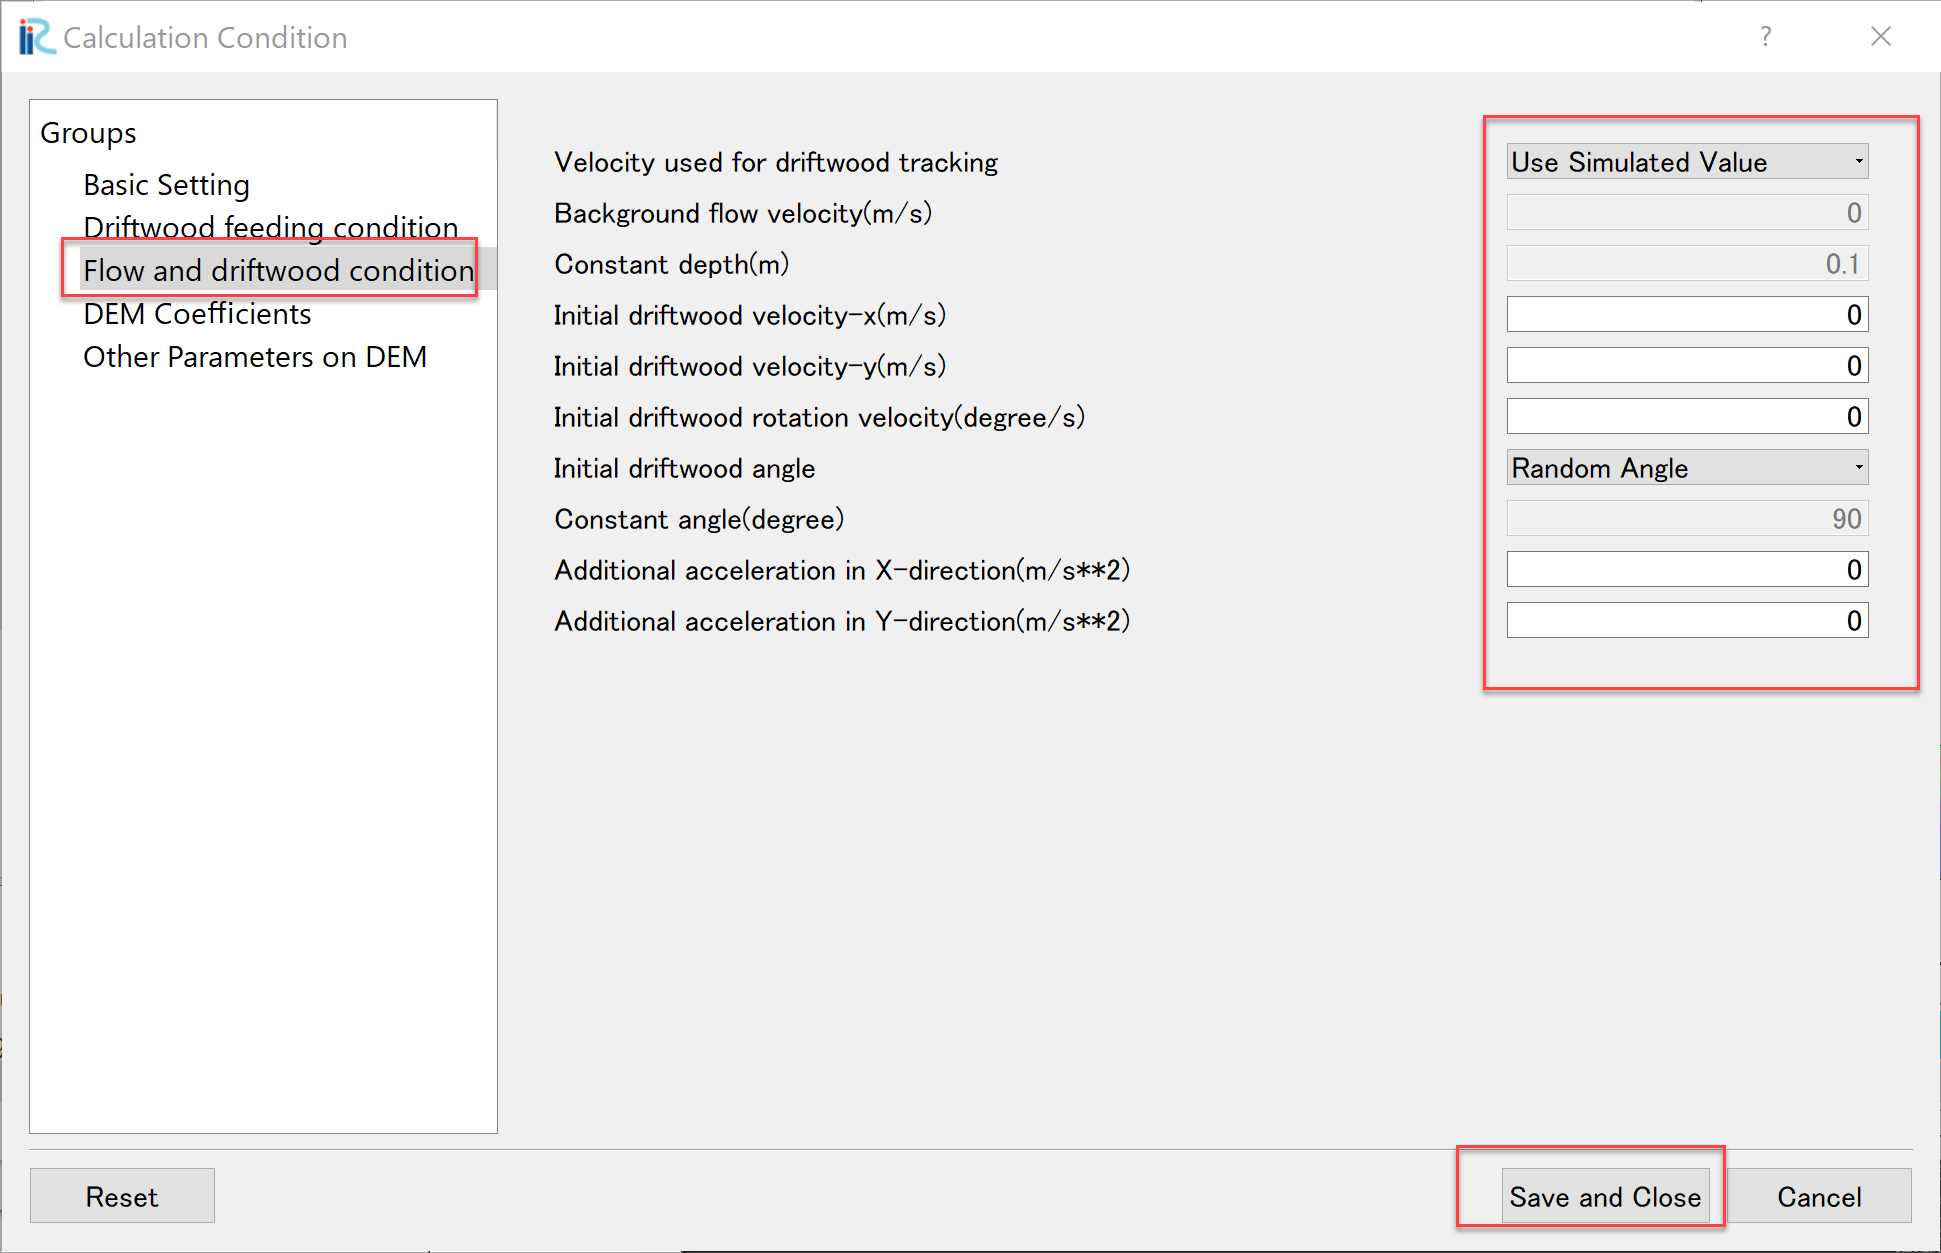 iRC Calculation Condition ?
Groups
Basic Setting
Driftwood feeding condition
Flow and driftwood condition
DEM Coefficients
Other Parameters on DEM
Velocity used for driftwood tracking Use Simulated Value
Background flow velocity(m/s) 0
Constant depth(m) 0.1
Initial driftwood velocity-x(m/s) 0
Initial driftwood velocity-y(m/s) 0
Initial driftwood rotation velocity(degree/s) 0
Initial driftwood angle Random Angle
Constant angle(degree) 90
Additional acceleration in X-direction(m/s**2) 0
Additional acceleration in Y-direction(m/s**2) 0
Reset Save and Close Cancel